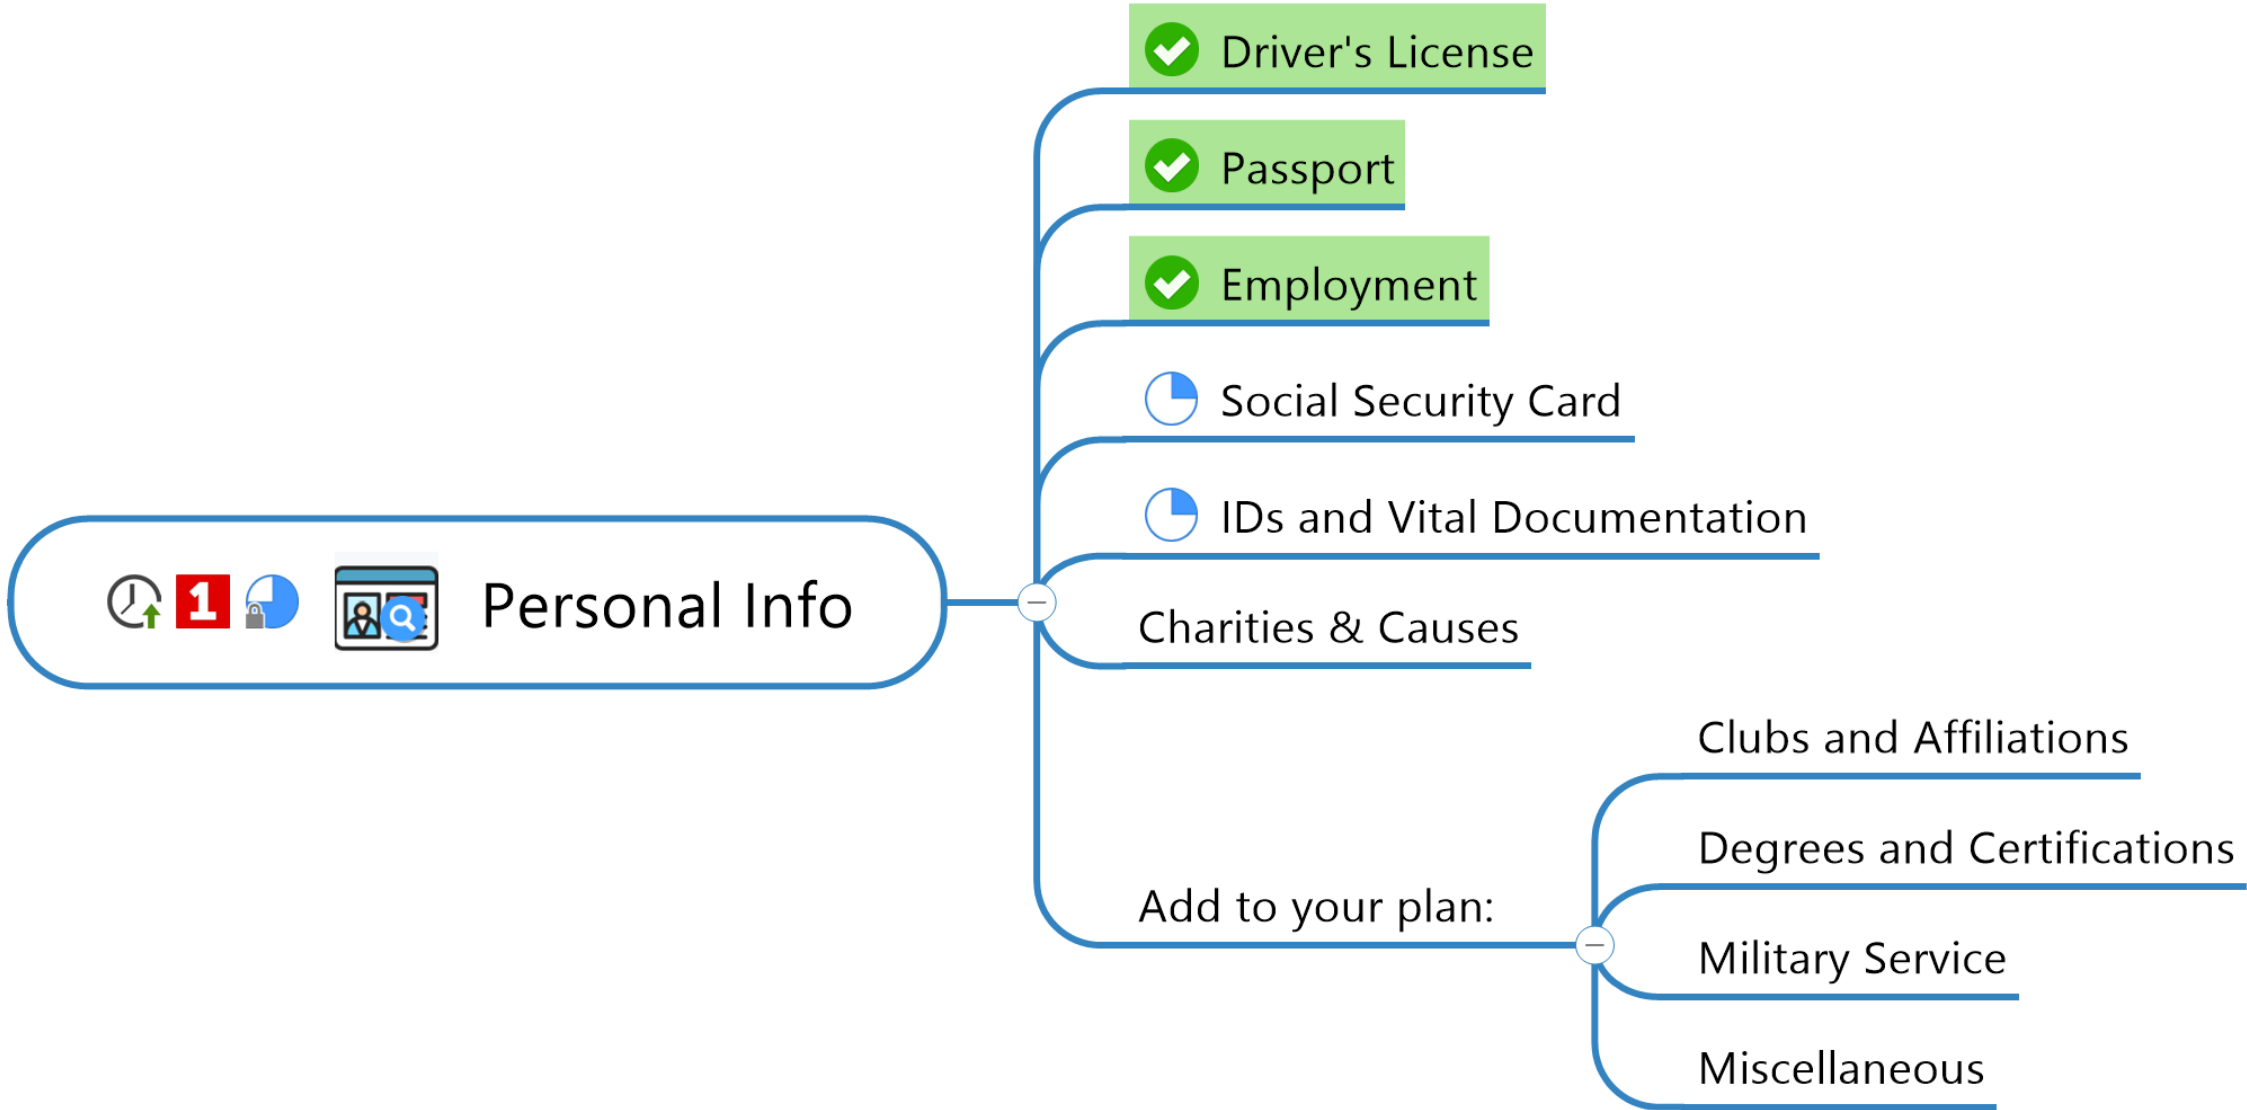 Driver's License
Passport
Employment
Social Security Card
IDs and Vital Documentation
1 Personal Info
Charities & Causes
Clubs and Affiliations
Degrees and Certifications
Add to your plan:
Military Service
Miscellaneous